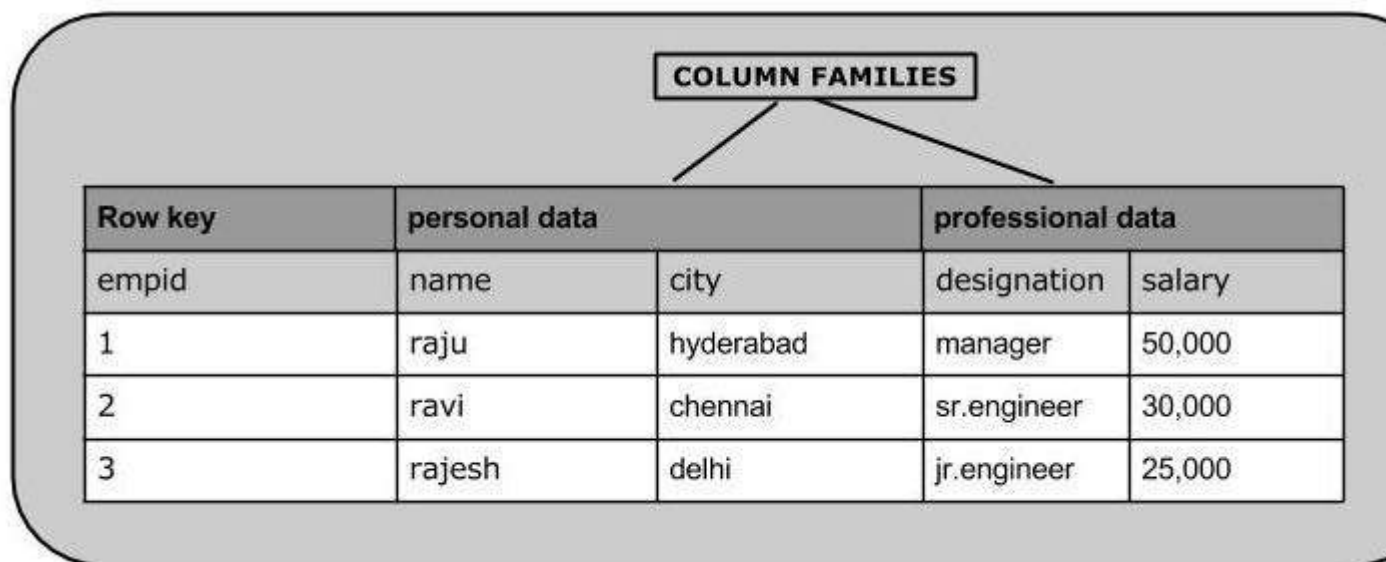 COLUMN FAMILIES
Row key personal data professional data
empid name city designation salary
1 raju hyderabad manager 50,000
2 ravi chennai sr.engineer 30,000
3 rajesh delhi jr.engineer 25,000